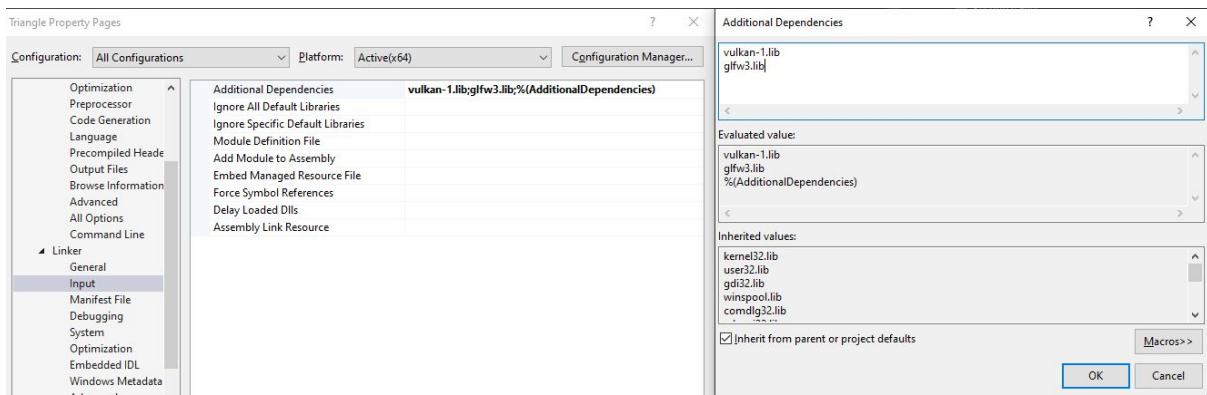 Triangle Property Pages
? ×
Configuration: All Configurations Platform: Active(x64) Configuration Manager...
Optimization
Preprocessor
Code Generation
Language
Precompiled Heade
Output Files
Browse Information
Advanced
All Options
Command Line
Linker
General
Input
Manifest File
Debugging
System
Optimization
Embedded IDL
Windows Metadata
Additional Dependencies vulkan-1.lib;glfw3.lib;%(AdditionalDependencies)
Ignore All Default Libraries
Ignore Specific Default Libraries
Module Definition File
Add Module to Assembly
Embed Managed Resource File
Force Symbol References
Delay Loaded Dlls
Assembly Link Resource
Additional Dependencies
? ×
vulkan-1.lib
glfw3.lib
Evaluated value:
vulkan-1.lib
glfw3.lib
%(AdditionalDependencies)
Inherited values:
kernel32.lib
user32.lib
gdi32.lib
winspool.lib
comdlg32.lib
Inherit from parent or project defaults
Macros>>
OK Cancel